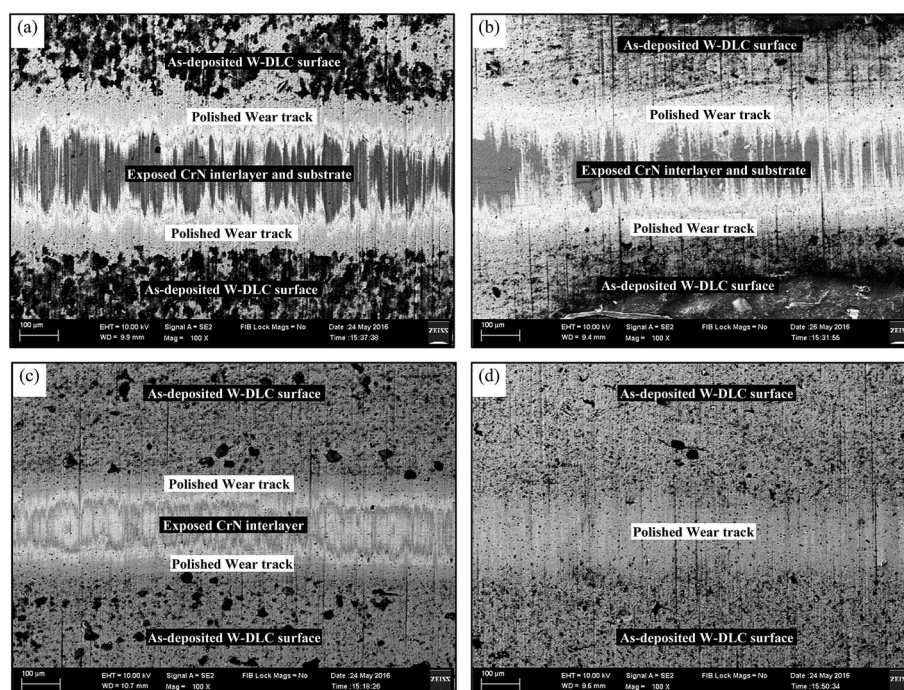 (a)
As-deposited W-DLC surface
Polished Wear track
Exposed CrN interlayer and substrate
Polished Wear track
As-deposited W-DLC surface
100 µm
EHT = 10.00 kV Signal A = SE2 FIB Lock Mags = No Date :24 May 2016
WD = 9.9 mm Mag = 100 X Time :15:37:38
ZEISS
(b)
As-deposited W-DLC surface
Polished Wear track
Exposed CrN interlayer and substrate
Polished Wear track
As-deposited W-DLC surface
100 µm
EHT = 10.00 kV Signal A = SE2 FIB Lock Mags = No Date :26 May 2016
WD = 9.4 mm Mag = 100 X Time :15:31:55
ZEISS
(c)
As-deposited W-DLC surface
Polished Wear track
Exposed CrN interlayer
Polished Wear track
As-deposited W-DLC surface
100 µm
EHT = 10.00 kV Signal A = SE2 FIB Lock Mags = No Date :24 May 2016
WD = 10.7 mm Mag = 100 X Time :15:18:26
ZEISS
(d)
As-deposited W-DLC surface
Polished Wear track
As-deposited W-DLC surface
100 µm
EHT = 10.00 kV Signal A = SE2 FIB Lock Mags = No Date :24 May 2016
WD = 9.6 mm Mag = 100 X Time :15:50:34
ZEISS